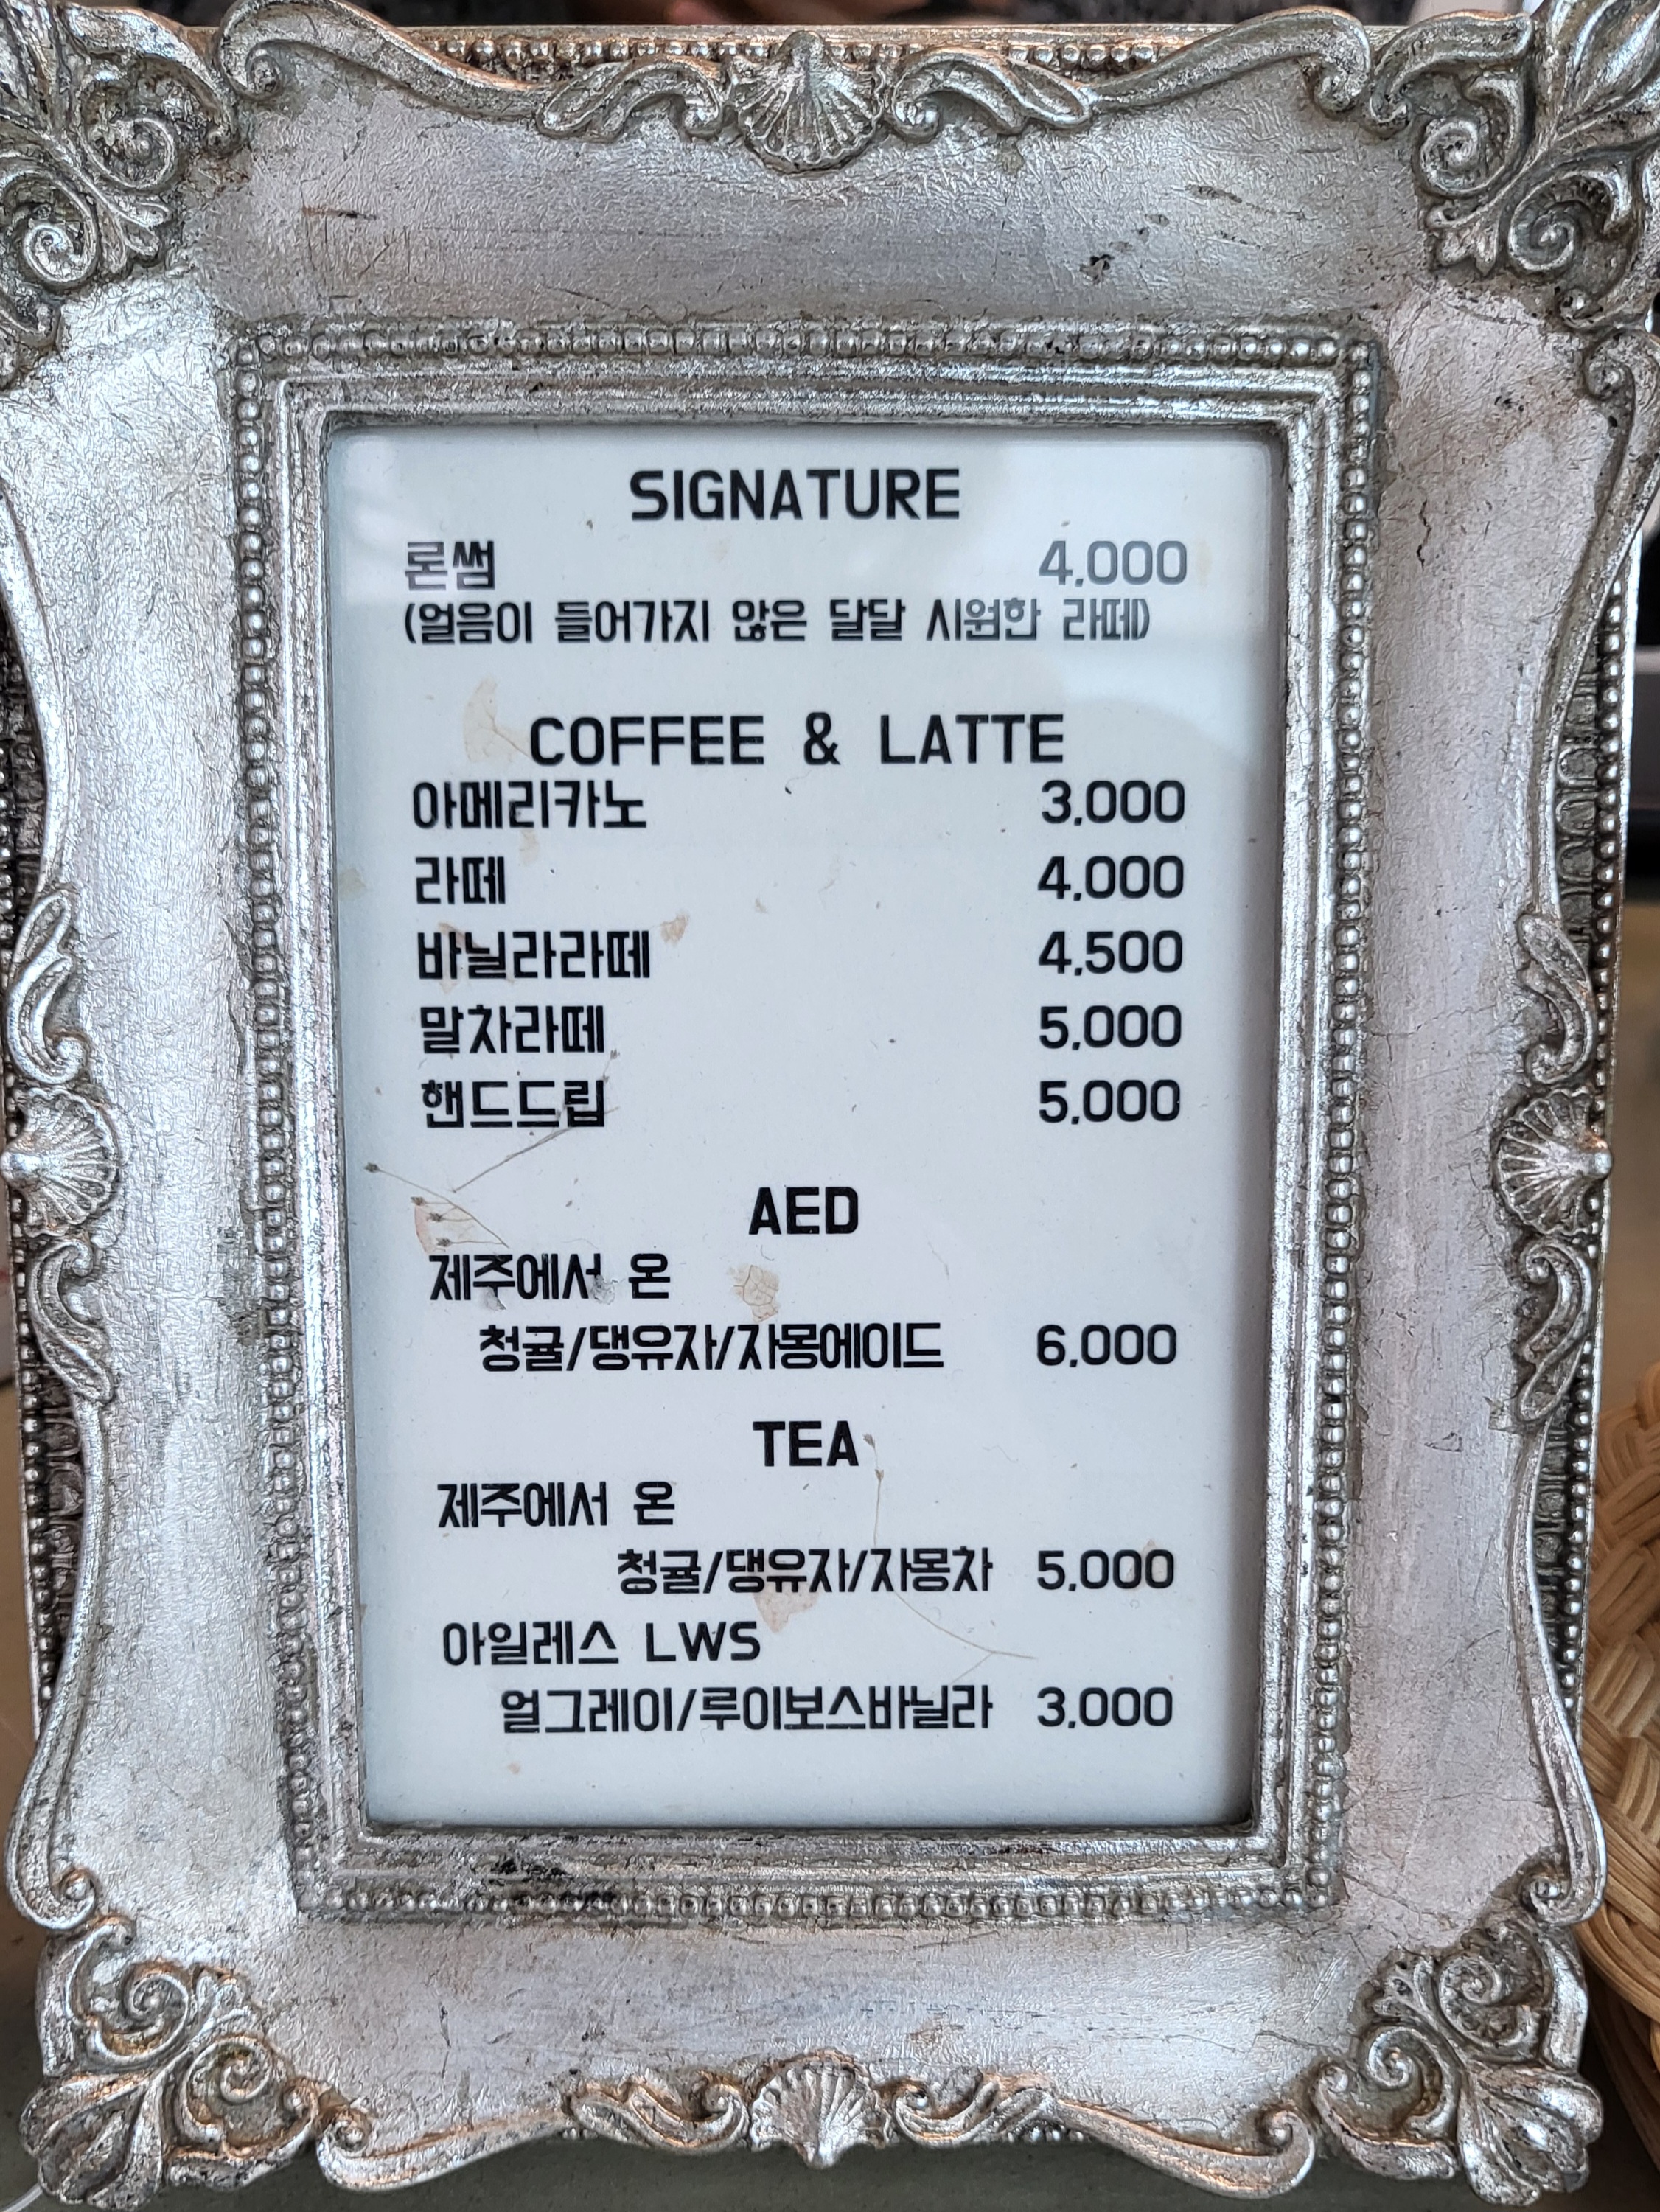 SIGNATURE
론썸 4,000
(얼음이 들어가지 않은 달달 시원한 라떼)
COFFEE & LATTE
아메리카노 3,000
라떼 4,000
바닐라라떼 4,500
말차라떼 5,000
핸드드립 5,000
AED
제주에서 온
청귤/댕유자/자몽에이드 6,000
TEA
제주에서 온
청귤/댕유자/자몽차 5,000
아일레스 LWS
얼그레이/루이보스바닐라 3,000